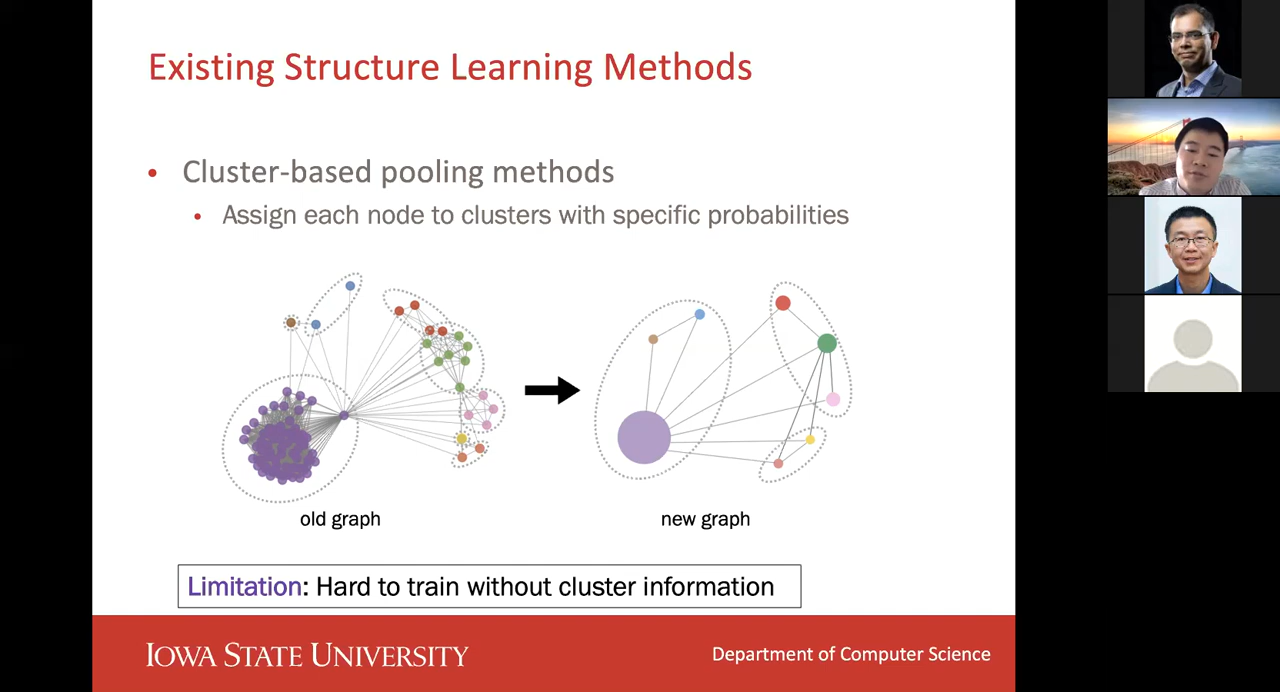 Existing Structure Learning Methods
• Cluster-based pooling methods
• Assign each node to clusters with specific probabilities
old graph
new graph
Limitation: Hard to train without cluster information
IOWA STATE UNIVERSITY
Department of Computer Science